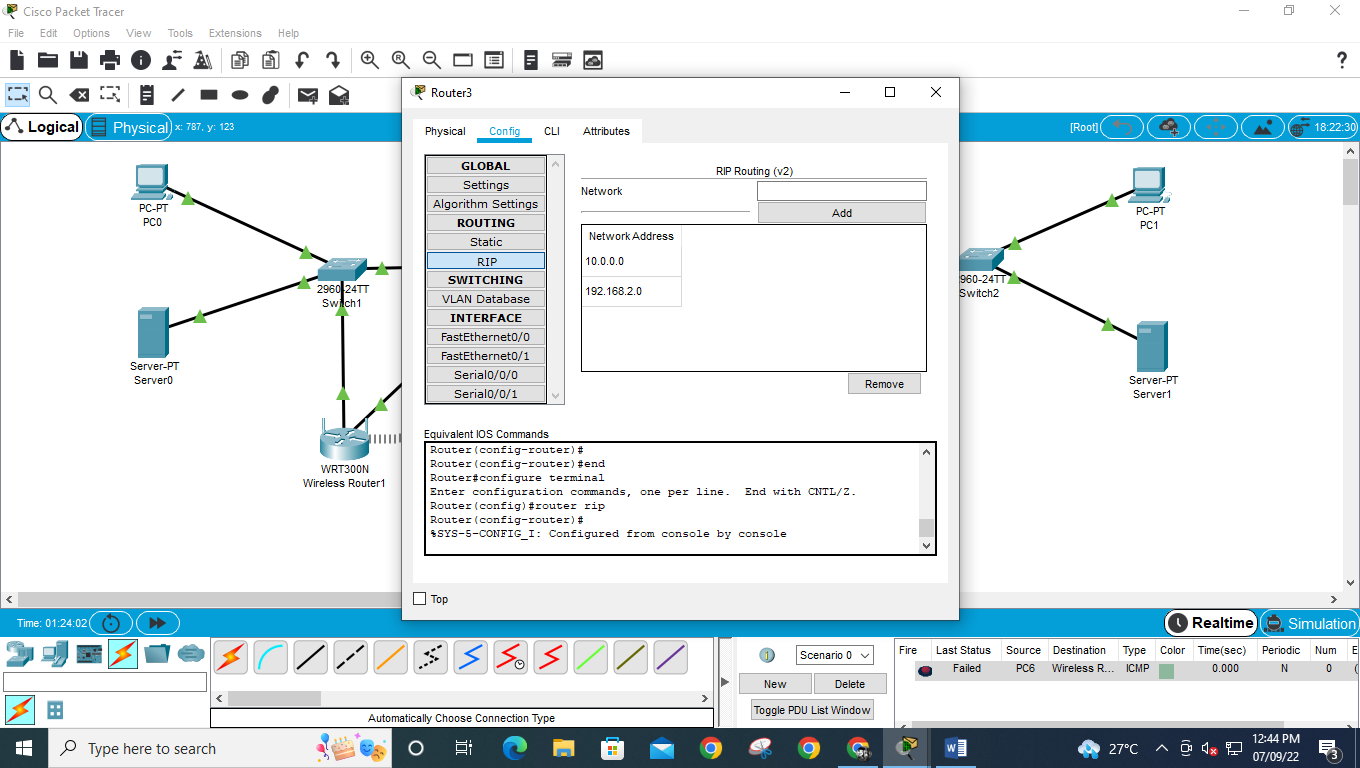 Cisco Packet Tracer
File Edit Options View Tools Extensions Help
Logical
Physical
x: 787, y: 123
[Root]
18:22:30
PC-PT
PC0
2960-24TT
Switch1
Server-PT
Server0
WRT300N
Wireless Router1
Router3
Physical Config CLI Attributes
GLOBAL
Settings
Algorithm Settings
ROUTING
Static
RIP
SWITCHING
VLAN Database
INTERFACE
FastEthernet0/0
FastEthernet0/1
Serial0/0/0
Serial0/0/1
RIP Routing (v2)
Network
Add
Network Address
10.0.0.0
192.168.2.0
Remove
Equivalent IOS Commands
Router(config-router)#
Router(config-router)#end
Router#configure terminal
Enter configuration commands, one per line.  End with CNTL/Z.
Router(config)#router rip
Router(config-router)#
%SYS-5-CONFIG_I: Configured from console by console
Top
PC-PT
PC1
960-24TT
Switch2
Server-PT
Server1
Time: 01:24:02
Realtime
Simulation
Automatically Choose Connection Type
Scenario 0
New
Delete
Toggle PDU List Window
Fire Last Status Source Destination Type Color Time(sec) Periodic Num E
Failed PC6 Wireless R... ICMP 0.000 N 0 (
Type here to search
27°C
12:44 PM
07/09/22
3